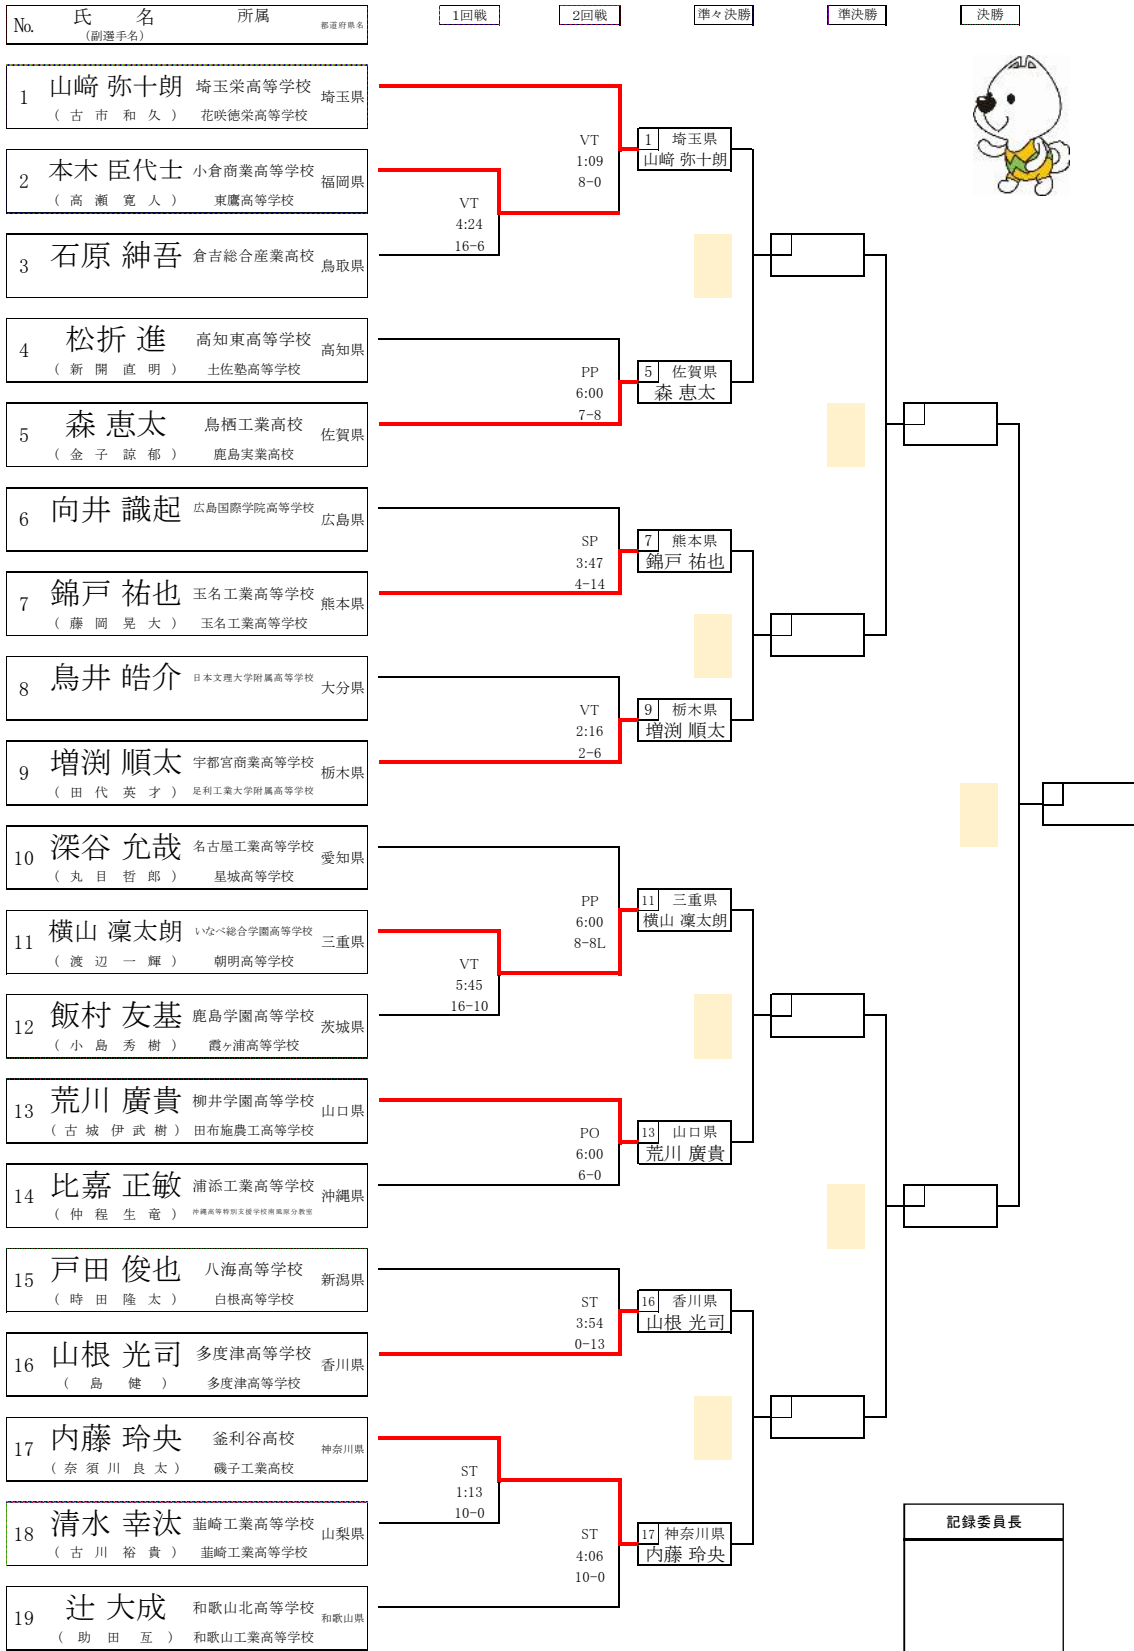 No. 氏 名 所属 都道府県名
(副選手名)
1回戦 2回戦 準々決勝 準決勝 決勝
1 山﨑 弥十朗 埼玉栄高等学校 埼玉県
( 古 市 和 久 ) 花咲徳栄高等学校
2 本木 臣代士 小倉商業高等学校 福岡県
( 高 瀬 寛 人 ) 東鷹高等学校
3 石原 紳吾 倉吉総合産業高校 鳥取県
4 松折 進 高知東高等学校 高知県
( 新 開 直 明 ) 土佐塾高等学校
5 森 恵太 鳥栖工業高校 佐賀県
( 金 子 諒 郁 ) 鹿島実業高校
6 向井 識起 広島国際学院高等学校 広島県
7 錦戸 祐也 玉名工業高等学校 熊本県
( 藤 岡 晃 大 ) 玉名工業高等学校
8 鳥井 皓介 日本文理大学附属高等学校 大分県
9 増渕 順太 宇都宮商業高等学校 栃木県
( 田 代 英 才 ) 足利工業大学附属高等学校
10 深谷 允哉 名古屋工業高等学校 愛知県
( 丸 目 哲 郎 ) 星城高等学校
11 横山 凜太朗 いなべ総合学園高等学校 三重県
( 渡 辺 一 輝 ) 朝明高等学校
12 飯村 友基 鹿島学園高等学校 茨城県
( 小 島 秀 樹 ) 霞ヶ浦高等学校
13 荒川 廣貴 柳井学園高等学校 山口県
( 古 城 伊 武 樹 ) 田布施農工高等学校
14 比嘉 正敏 浦添工業高等学校 沖縄県
( 仲 程 生 竜 ) 沖縄高等特別支援学校南風原分教室
15 戸田 俊也 八海高等学校 新潟県
( 時 田 隆 太 ) 白根高等学校
16 山根 光司 多度津高等学校 香川県
( 島 健 ) 多度津高等学校
17 内藤 玲央 釜利谷高校 神奈川県
( 奈 須 川 良 太 ) 磯子工業高校
18 清水 幸汰 韮崎工業高等学校 山梨県
( 古 川 裕 貴 ) 韮崎工業高等学校
19 辻 大成 和歌山北高等学校 和歌山県
( 助 田 亙 ) 和歌山工業高等学校
VT
4:24
16-6
VT
5:45
16-10
ST
1:13
10-0
VT
1:09
8-0
PP
6:00
7-8
SP
3:47
4-14
VT
2:16
2-6
PP
6:00
8-8L
PO
6:00
6-0
ST
3:54
0-13
ST
4:06
10-0
1 埼玉県
山﨑 弥十朗
5 佐賀県
森 恵太
7 熊本県
錦戸 祐也
9 栃木県
増渕 順太
11 三重県
横山 凜太朗
13 山口県
荒川 廣貴
16 香川県
山根 光司
17 神奈川県
内藤 玲央
記録委員長